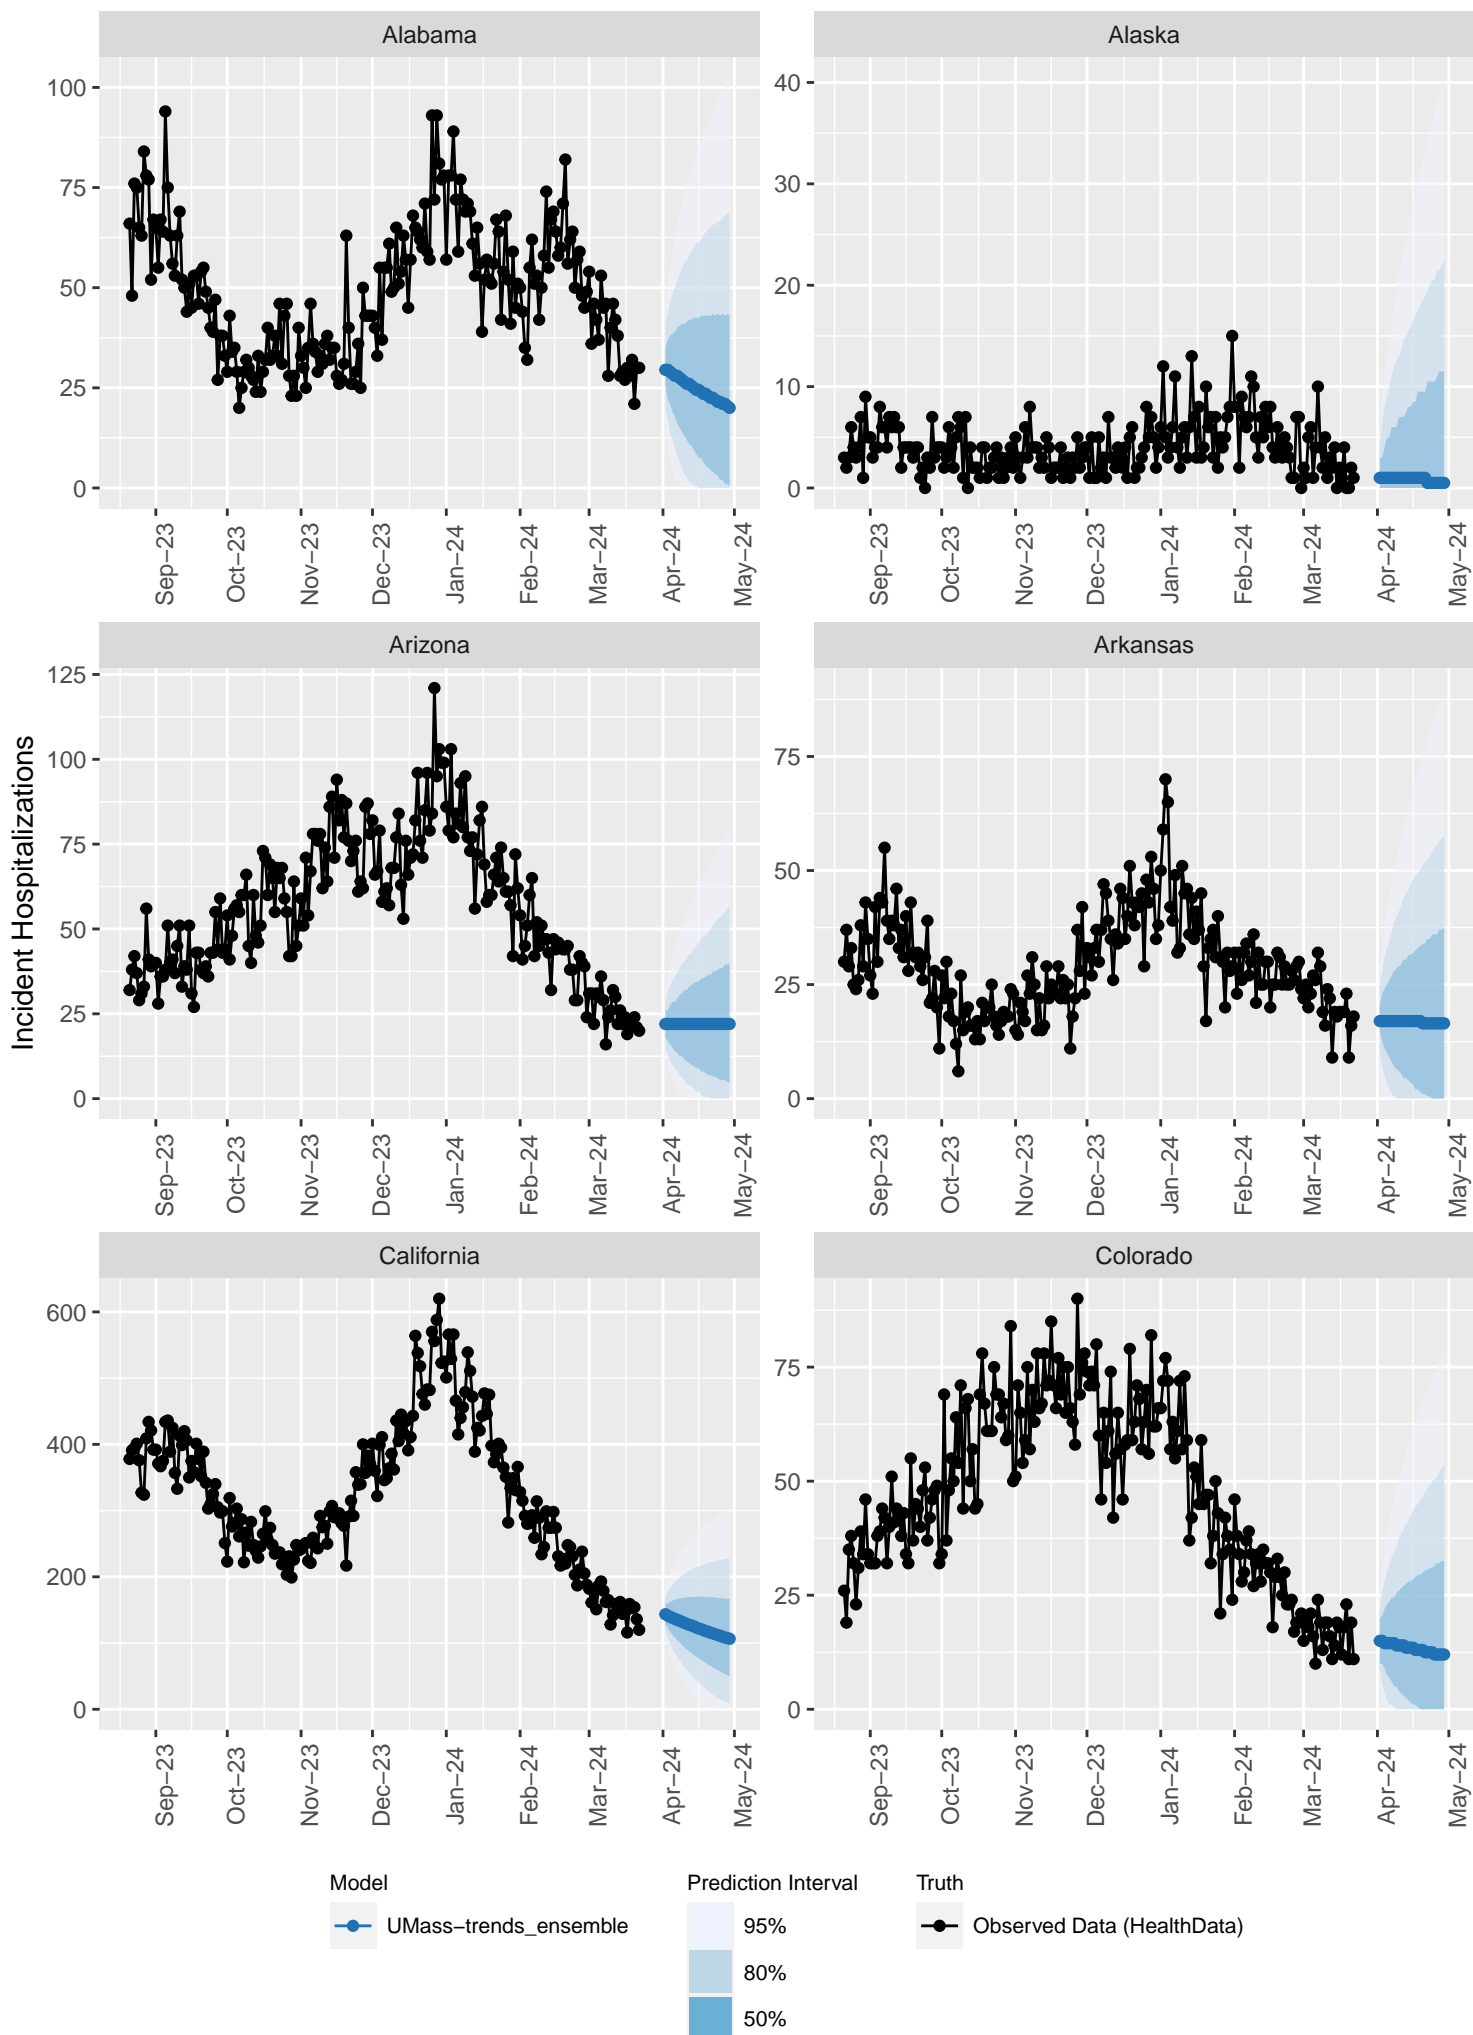 Alabama
Alaska
100
75
50
25
0
40
30
20
10
0
Sep−23
Oct−23
Nov−23
Dec−23
Jan−24
Feb−24
Mar−24
Apr−24
May−24
Sep−23
Oct−23
Nov−23
Dec−23
Jan−24
Feb−24
Mar−24
Apr−24
May−24
Incident Hospitalizations
Arizona
Arkansas
125
100
75
50
25
0
75
50
25
0
Sep−23
Oct−23
Nov−23
Dec−23
Jan−24
Feb−24
Mar−24
Apr−24
May−24
Sep−23
Oct−23
Nov−23
Dec−23
Jan−24
Feb−24
Mar−24
Apr−24
May−24
California
Colorado
600
400
200
0
75
50
25
0
Sep−23
Oct−23
Nov−23
Dec−23
Jan−24
Feb−24
Mar−24
Apr−24
May−24
Sep−23
Oct−23
Nov−23
Dec−23
Jan−24
Feb−24
Mar−24
Apr−24
May−24
Model
UMass−trends_ensemble
Prediction Interval
95%
80%
50%
Truth
Observed Data (HealthData)